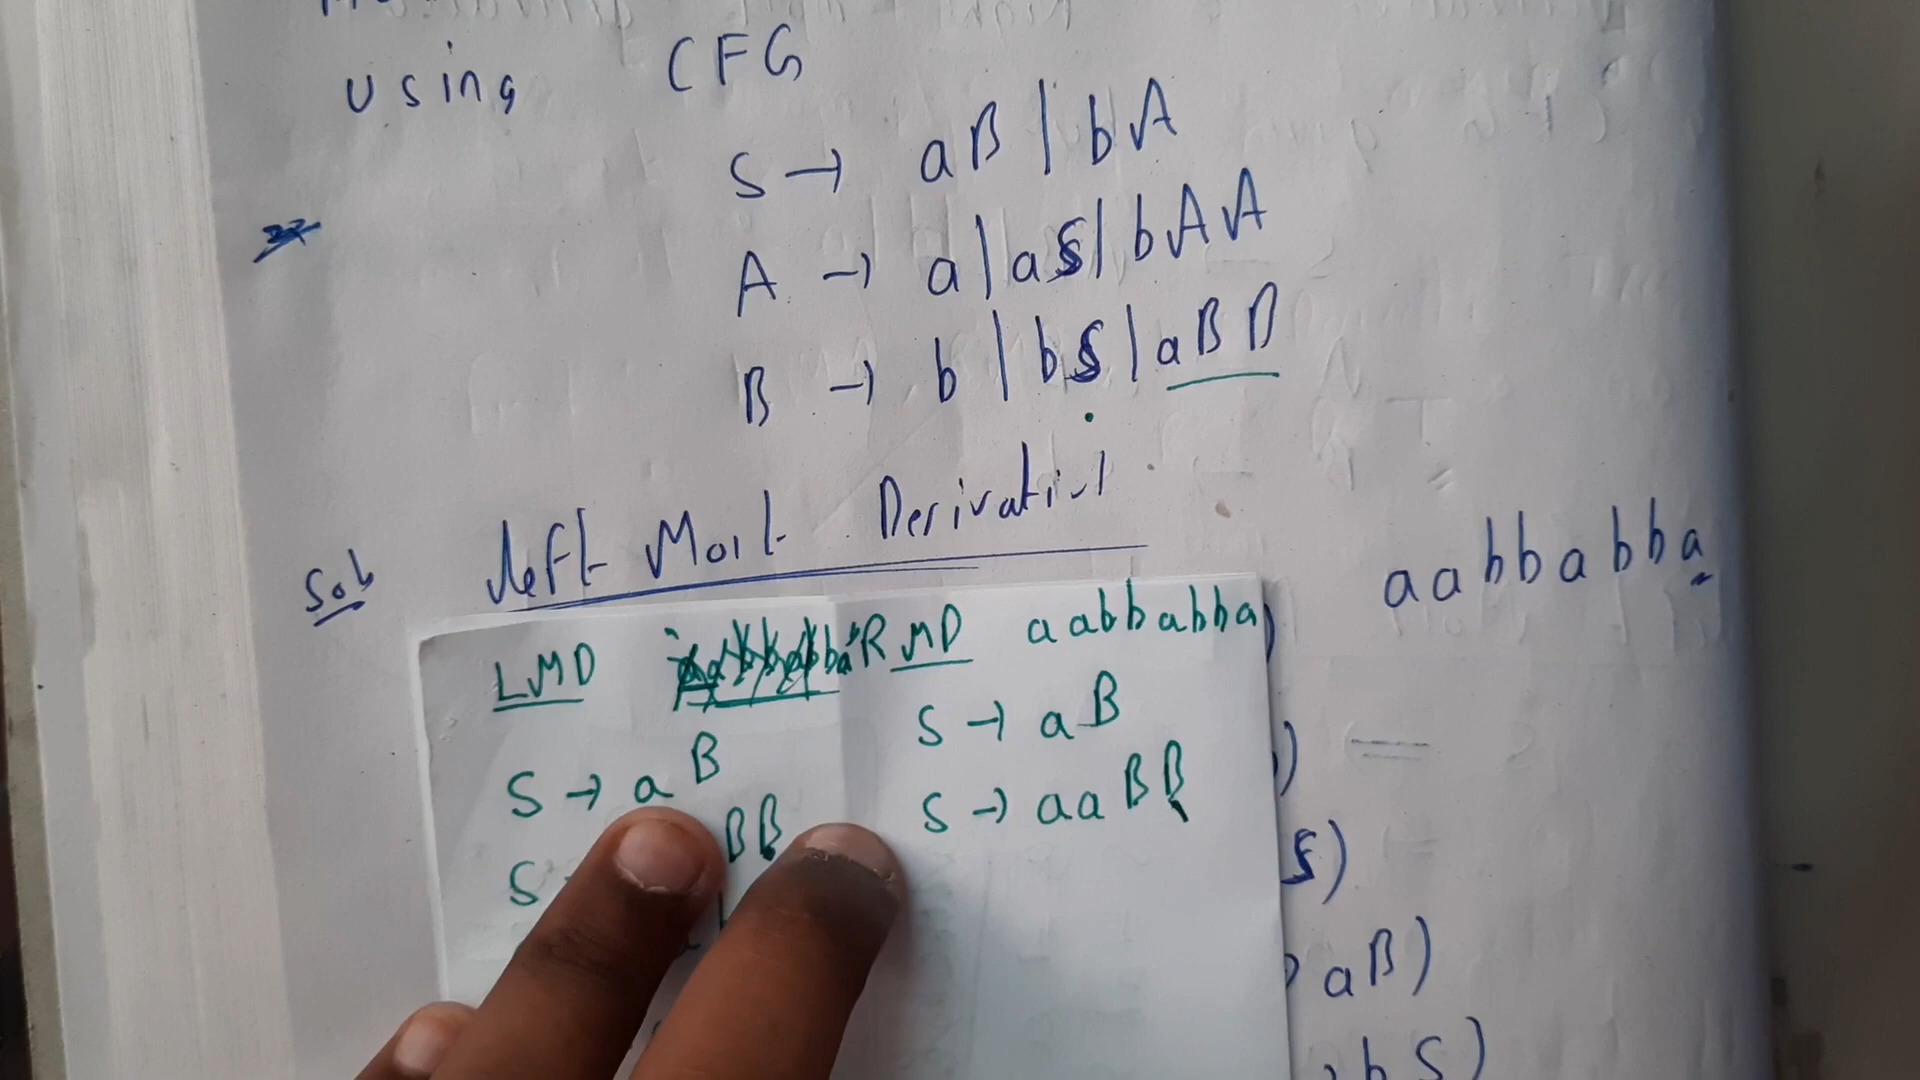 using CFG
S → aB | bA
A → a | aS | bAA
B → b | bS | aBB
Sol Left Most Derivation
aabbabba
LMD RMD aabbabba
S → aB
S → aB
S → aaBB
S BB
S)
aB)
bS)